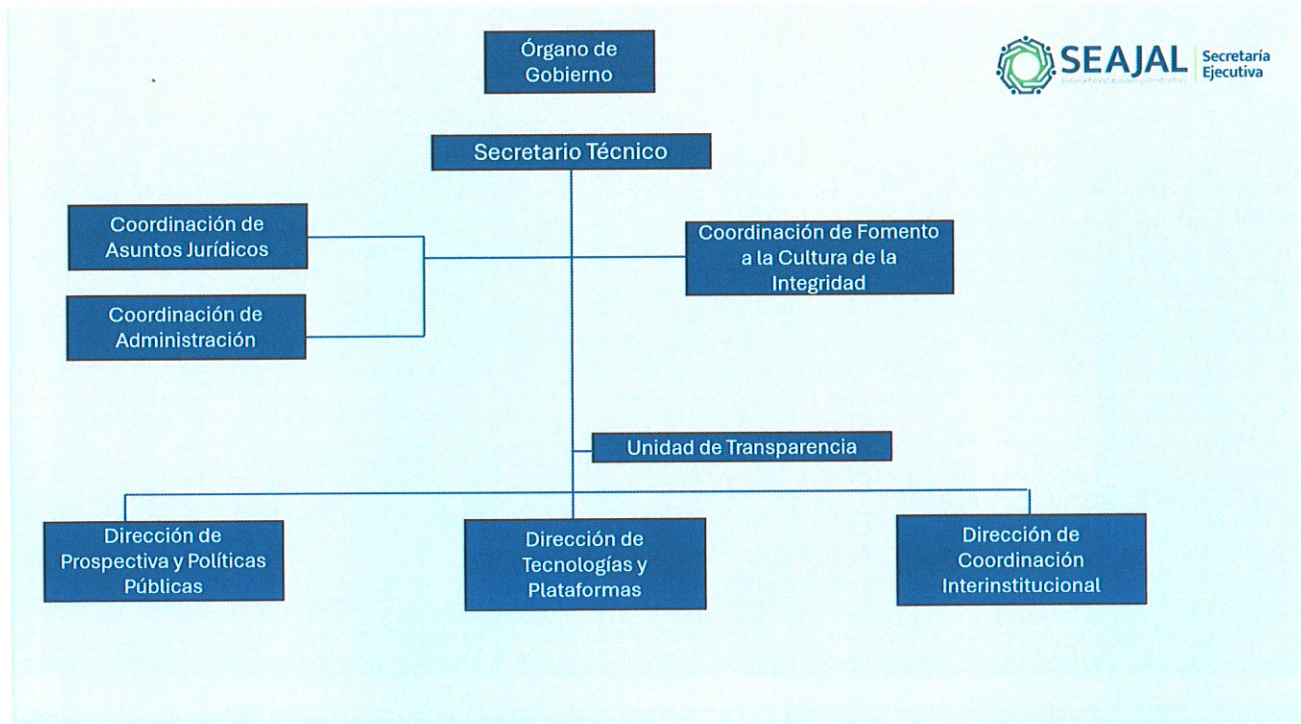 Órgano de
Gobierno
SEAJAL
Secretaría
Ejecutiva
Secretario Técnico
Coordinación de
Asuntos Jurídicos
Coordinación de Fomento
a la Cultura de la
Integridad
Coordinación de
Administración
Unidad de Transparencia
Dirección de
Prospectiva y Políticas
Públicas
Dirección de
Tecnologías y
Plataformas
Dirección de
Coordinación
Interinstitucional